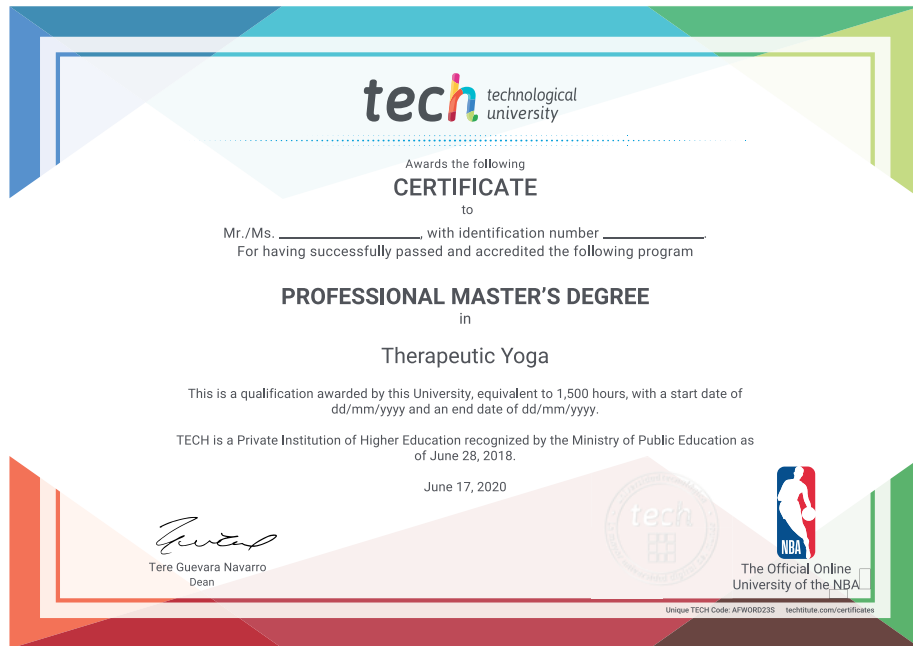 tech technological
university
Awards the following
CERTIFICATE
to
Mr./Ms. ____________________, with identification number ______________.
For having successfully passed and accredited the following program
PROFESSIONAL MASTER'S DEGREE
in
Therapeutic Yoga
This is a qualification awarded by this University, equivalent to 1,500 hours, with a start date of
dd/mm/yyyy and an end date of dd/mm/yyyy.
TECH is a Private Institution of Higher Education recognized by the Ministry of Public Education as
of June 28, 2018.
June 17, 2020
tech
Tere Guevara Navarro
Dean
NBA
The Official Online
University of the NBA
Unique TECH Code: AFWORD23S techtitute.com/certificates